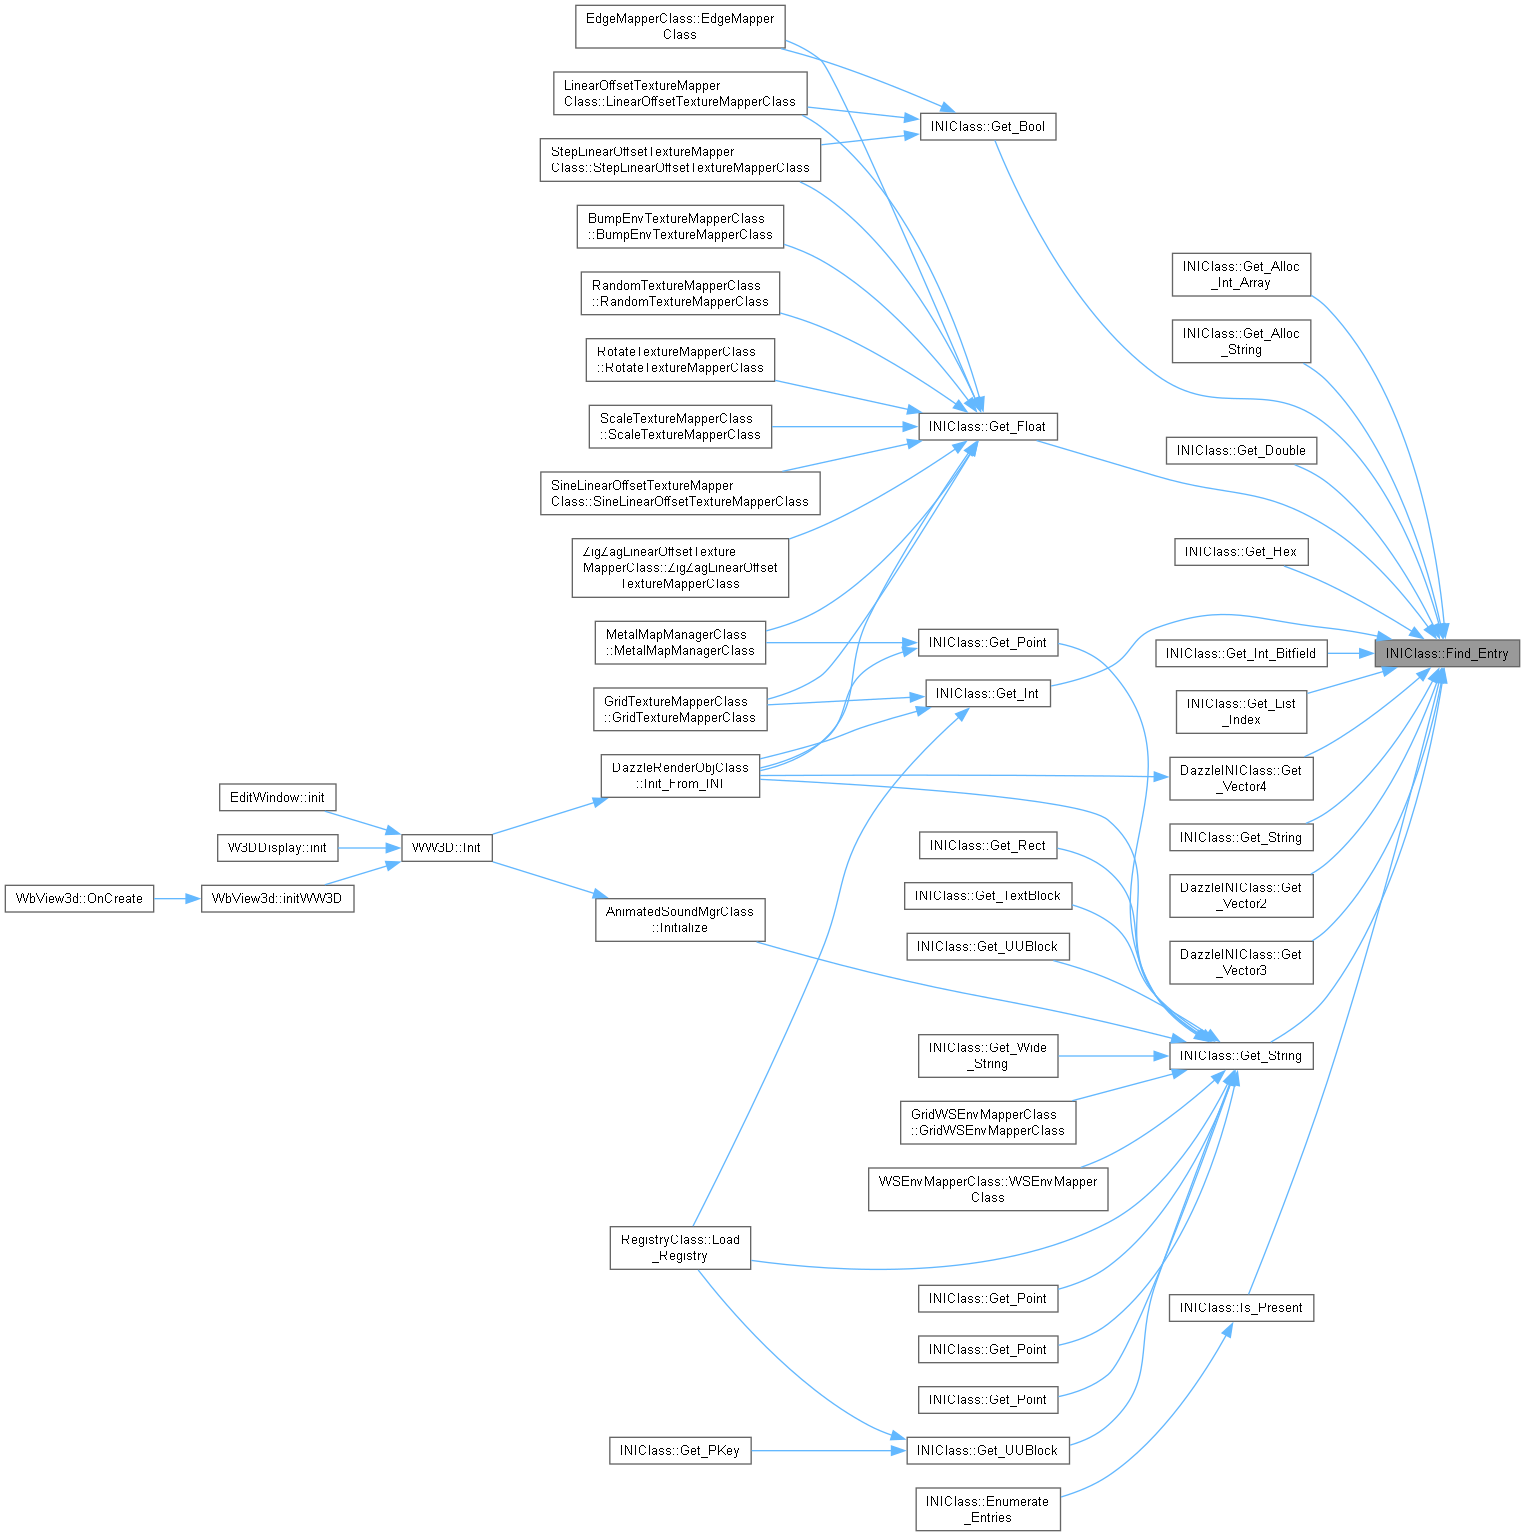 EdgeMapperClass::EdgeMapper
Class
LinearOffsetTextureMapper
Class::LinearOffsetTextureMapperClass
INIClass::Get_Bool
StepLinearOffsetTextureMapper
Class::StepLinearOffsetTextureMapperClass
BumpEnvTextureMapperClass
::BumpEnvTextureMapperClass
INIClass::Get_Alloc
_Int_Array
RandomTextureMapperClass
::RandomTextureMapperClass
INIClass::Get_Alloc
_String
RotateTextureMapperClass
::RotateTextureMapperClass
ScaleTextureMapperClass
::ScaleTextureMapperClass
INIClass::Get_Float
INIClass::Get_Double
SineLinearOffsetTextureMapper
Class::SineLinearOffsetTextureMapperClass
INIClass::Get_Hex
ZigZagLinearOffsetTexture
MapperClass::ZigZagLinearOffset
TextureMapperClass
MetalMapManagerClass
::MetalMapManagerClass
INIClass::Get_Point
INIClass::Get_Int_Bitfield
INIClass::Find_Entry
GridTextureMapperClass
::GridTextureMapperClass
INIClass::Get_Int
INIClass::Get_List
_Index
DazzleRenderObjClass
::Init_From_INI
DazzleINIClass::Get
_Vector4
EditWindow::init
W3DDisplay::init
WW3D::Init
INIClass::Get_Rect
INIClass::Get_String
WbView3d::OnCreate
WbView3d::initWW3D
INIClass::Get_TextBlock
DazzleINIClass::Get
_Vector2
AnimatedSoundMgrClass
::Initialize
INIClass::Get_UUBlock
DazzleINIClass::Get
_Vector3
INIClass::Get_Wide
_String
INIClass::Get_String
GridWSEnvMapperClass
::GridWSEnvMapperClass
WSEnvMapperClass::WSEnvMapper
Class
RegistryClass::Load
_Registry
INIClass::Get_Point
INIClass::Is_Present
INIClass::Get_Point
INIClass::Get_Point
INIClass::Get_PKey
INIClass::Get_UUBlock
INIClass::Enumerate
_Entries